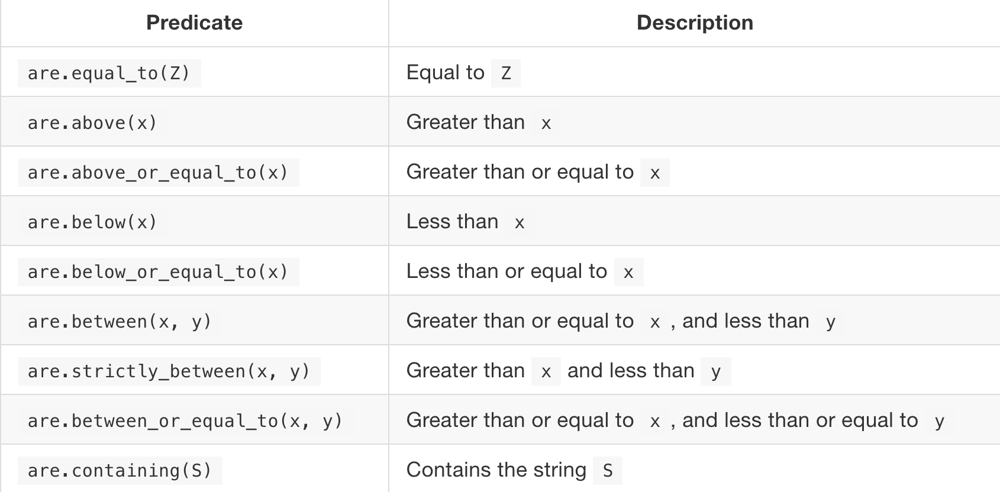 Predicate Description
are.equal_to(Z) Equal to Z
are.above(x) Greater than x
are.above_or_equal_to(x) Greater than or equal to x
are.below(x) Less than x
are.below_or_equal_to(x) Less than or equal to x
are.between(x, y) Greater than or equal to x , and less than y
are.strictly_between(x, y) Greater than x and less than y
are.between_or_equal_to(x, y) Greater than or equal to x , and less than or equal to y
are.containing(S) Contains the string S